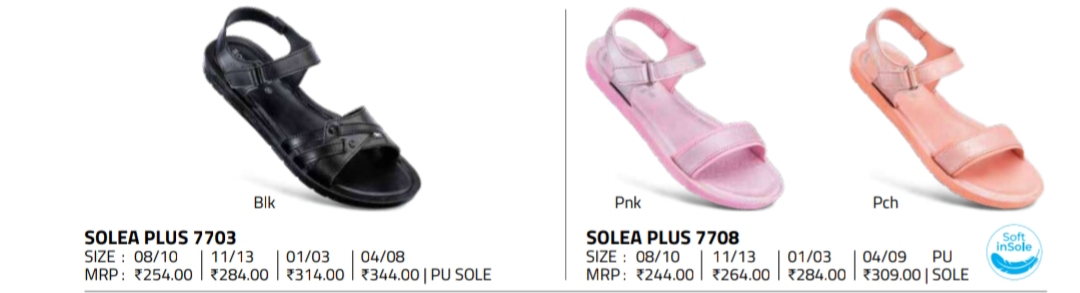 Blk
SOLEA PLUS 7703
SIZE : 08/10 | 11/13 | 01/03 | 04/08
MRP : ₹254.00 | ₹284.00 | ₹314.00 | ₹344.00 | PU SOLE
Pnk
Pch
SOLEA PLUS 7708
SIZE : 08/10 | 11/13 | 01/03 | 04/09 PU
MRP : ₹244.00 | ₹264.00 | ₹284.00 | ₹309.00 | SOLE
Soft
inSole